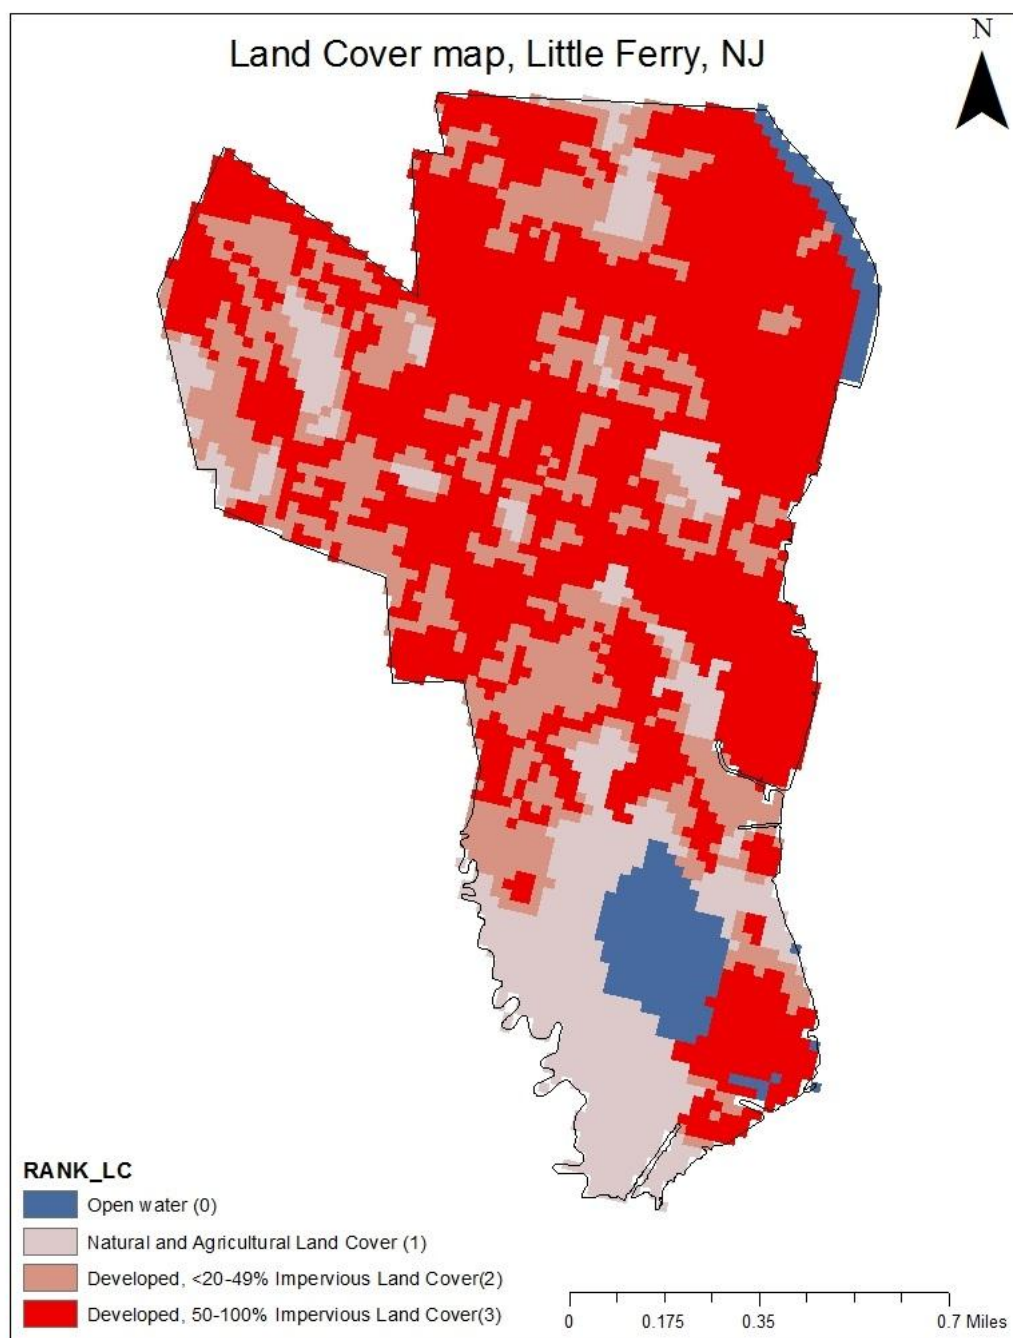 Land Cover map, Little Ferry, NJ
N
RANK_LC
Open water (0)
Natural and Agricultural Land Cover (1)
Developed, <20-49% Impervious Land Cover(2)
Developed, 50-100% Impervious Land Cover(3)
0 0.175 0.35 0.7 Miles